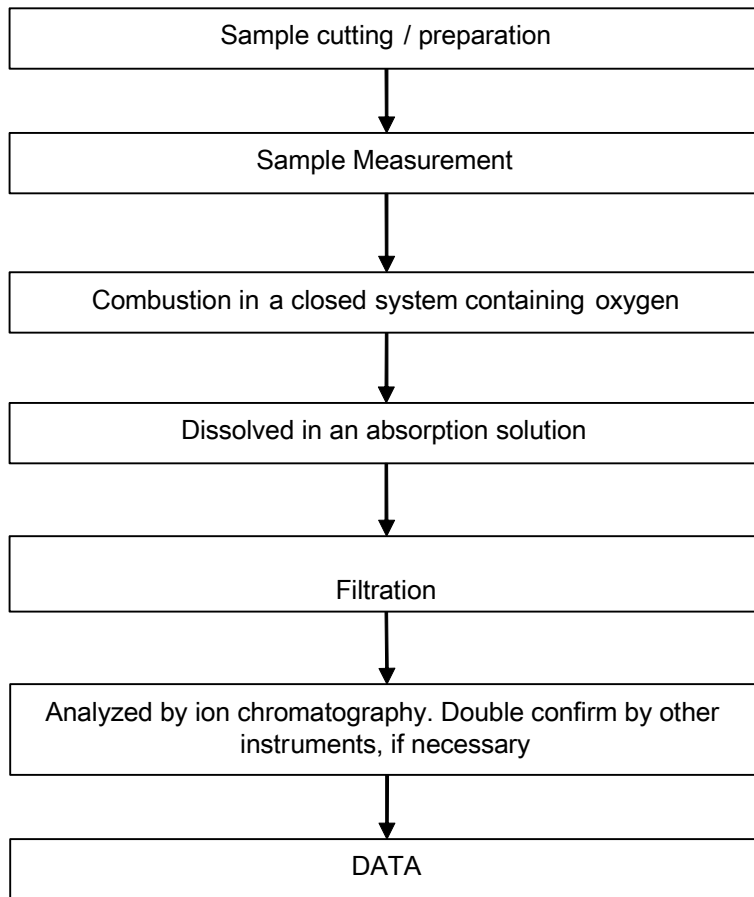 Sample cutting / preparation
Sample Measurement
Combustion in a closed system containing oxygen
Dissolved in an absorption solution
Filtration
Analyzed by ion chromatography. Double confirm by other
instruments, if necessary
DATA